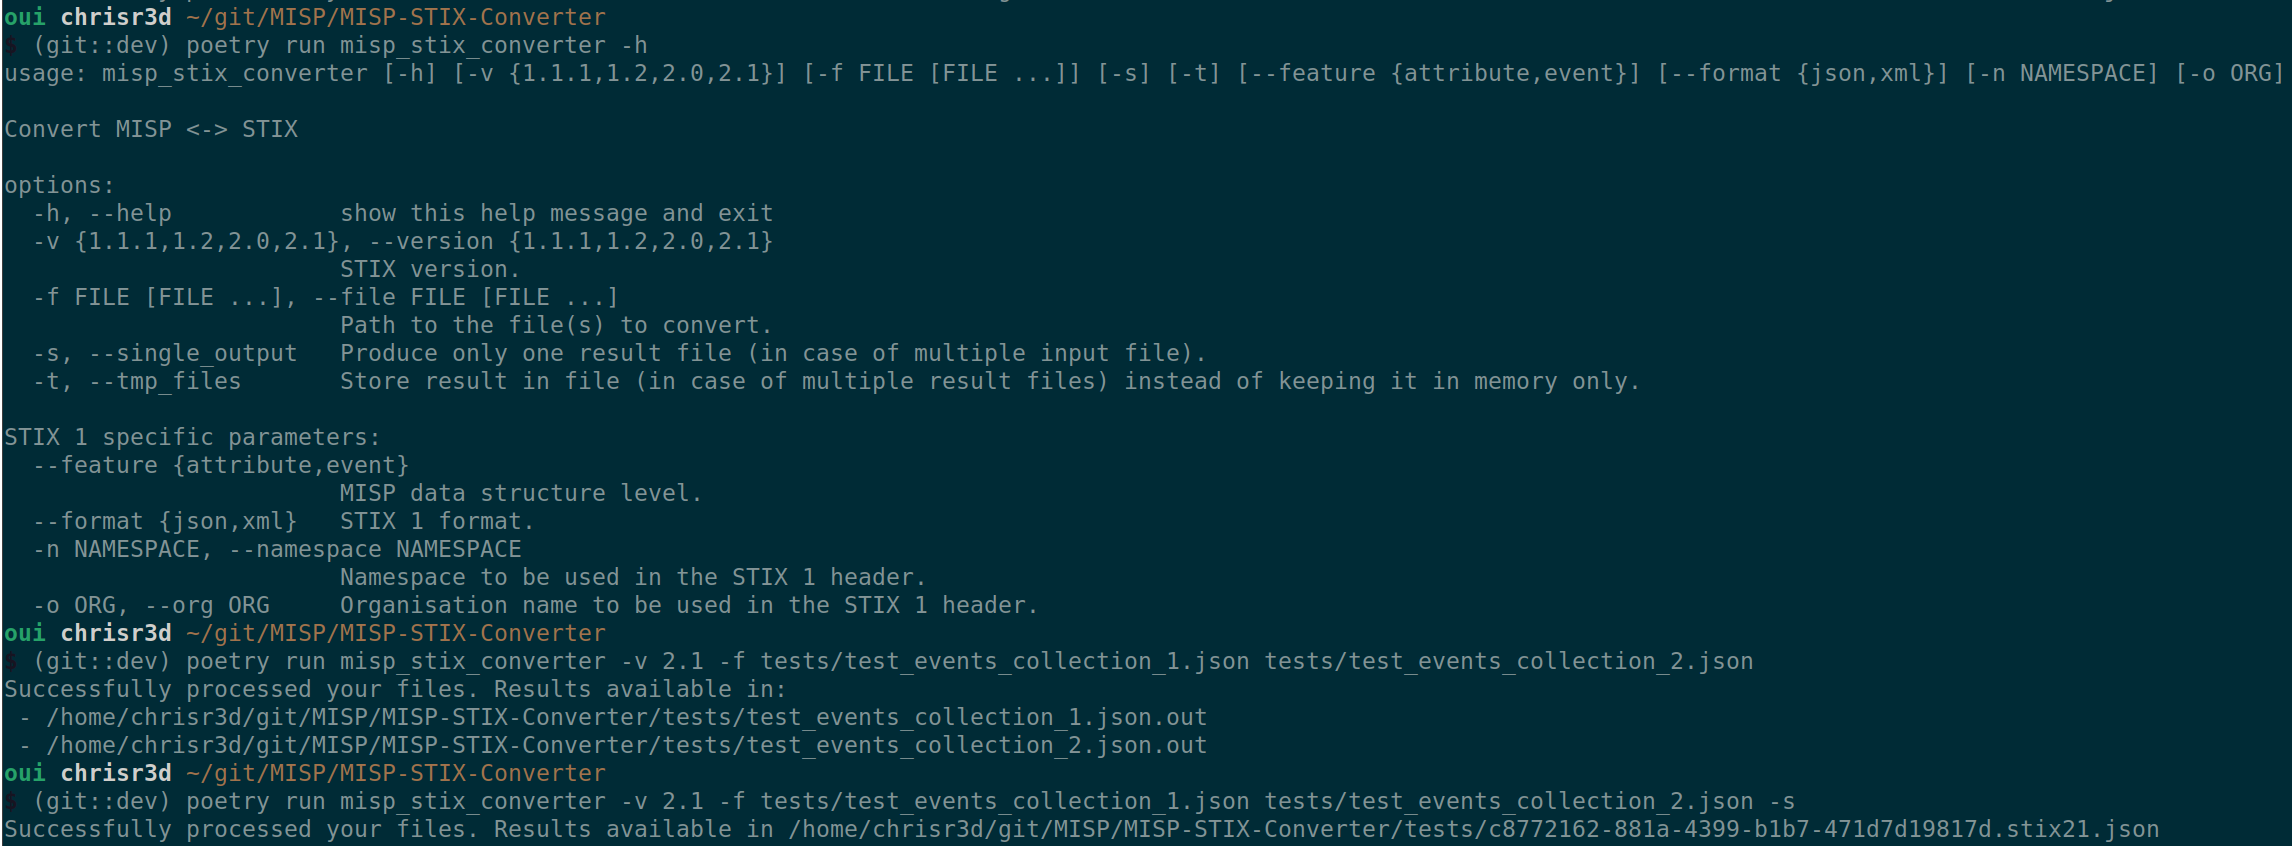 oui chrisr3d ~/git/MISP/MISP-STIX-Converter
$ (git::dev) poetry run misp_stix_converter -h
usage: misp_stix_converter [-h] [-v {1.1.1,1.2,2.0,2.1}] [-f FILE [FILE ...]] [-s] [-t] [--feature {attribute,event}] [--format {json,xml}] [-n NAMESPACE] [-o ORG]
Convert MISP <-> STIX
options:
  -h, --help            show this help message and exit
  -v {1.1.1,1.2,2.0,2.1}, --version {1.1.1,1.2,2.0,2.1}
                        STIX version.
  -f FILE [FILE ...], --file FILE [FILE ...]
                        Path to the file(s) to convert.
  -s, --single_output   Produce only one result file (in case of multiple input file).
  -t, --tmp_files       Store result in file (in case of multiple result files) instead of keeping it in memory only.
STIX 1 specific parameters:
  --feature {attribute,event}
                        MISP data structure level.
  --format {json,xml}   STIX 1 format.
  -n NAMESPACE, --namespace NAMESPACE
                        Namespace to be used in the STIX 1 header.
  -o ORG, --org ORG     Organisation name to be used in the STIX 1 header.
oui chrisr3d ~/git/MISP/MISP-STIX-Converter
$ (git::dev) poetry run misp_stix_converter -v 2.1 -f tests/test_events_collection_1.json tests/test_events_collection_2.json
Successfully processed your files. Results available in:
 - /home/chrisr3d/git/MISP/MISP-STIX-Converter/tests/test_events_collection_1.json.out
 - /home/chrisr3d/git/MISP/MISP-STIX-Converter/tests/test_events_collection_2.json.out
oui chrisr3d ~/git/MISP/MISP-STIX-Converter
$ (git::dev) poetry run misp_stix_converter -v 2.1 -f tests/test_events_collection_1.json tests/test_events_collection_2.json -s
Successfully processed your files. Results available in /home/chrisr3d/git/MISP/MISP-STIX-Converter/tests/c8772162-881a-4399-b1b7-471d7d19817d.stix21.json